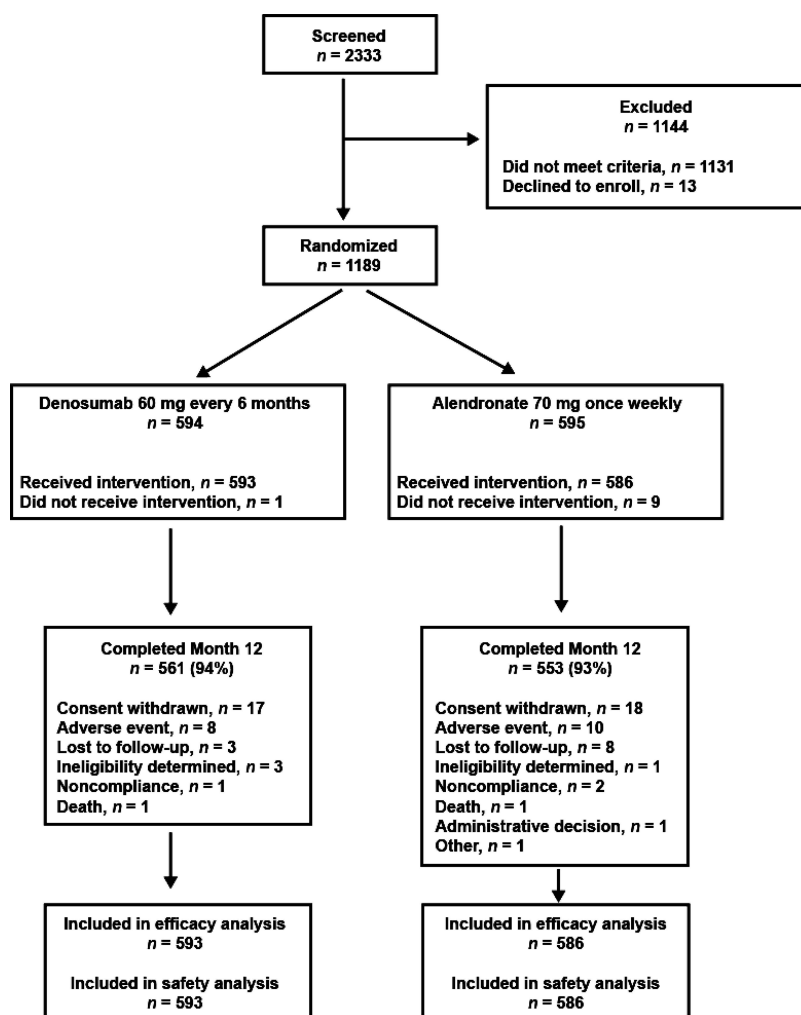 Screened
n = 2333
Excluded
n = 1144
Did not meet criteria, n = 1131
Declined to enroll, n = 13
Randomized
n = 1189
Denosumab 60 mg every 6 months
n = 594
Received intervention, n = 593
Did not receive intervention, n = 1
Alendronate 70 mg once weekly
n = 595
Received intervention, n = 586
Did not receive intervention, n = 9
Completed Month 12
n = 561 (94%)
Consent withdrawn, n = 17
Adverse event, n = 8
Lost to follow-up, n = 3
Ineligibility determined, n = 3
Noncompliance, n = 1
Death, n = 1
Completed Month 12
n = 553 (93%)
Consent withdrawn, n = 18
Adverse event, n = 10
Lost to follow-up, n = 8
Ineligibility determined, n = 1
Noncompliance, n = 2
Death, n = 1
Administrative decision, n = 1
Other, n = 1
Included in efficacy analysis
n = 593
Included in safety analysis
n = 593
Included in efficacy analysis
n = 586
Included in safety analysis
n = 586